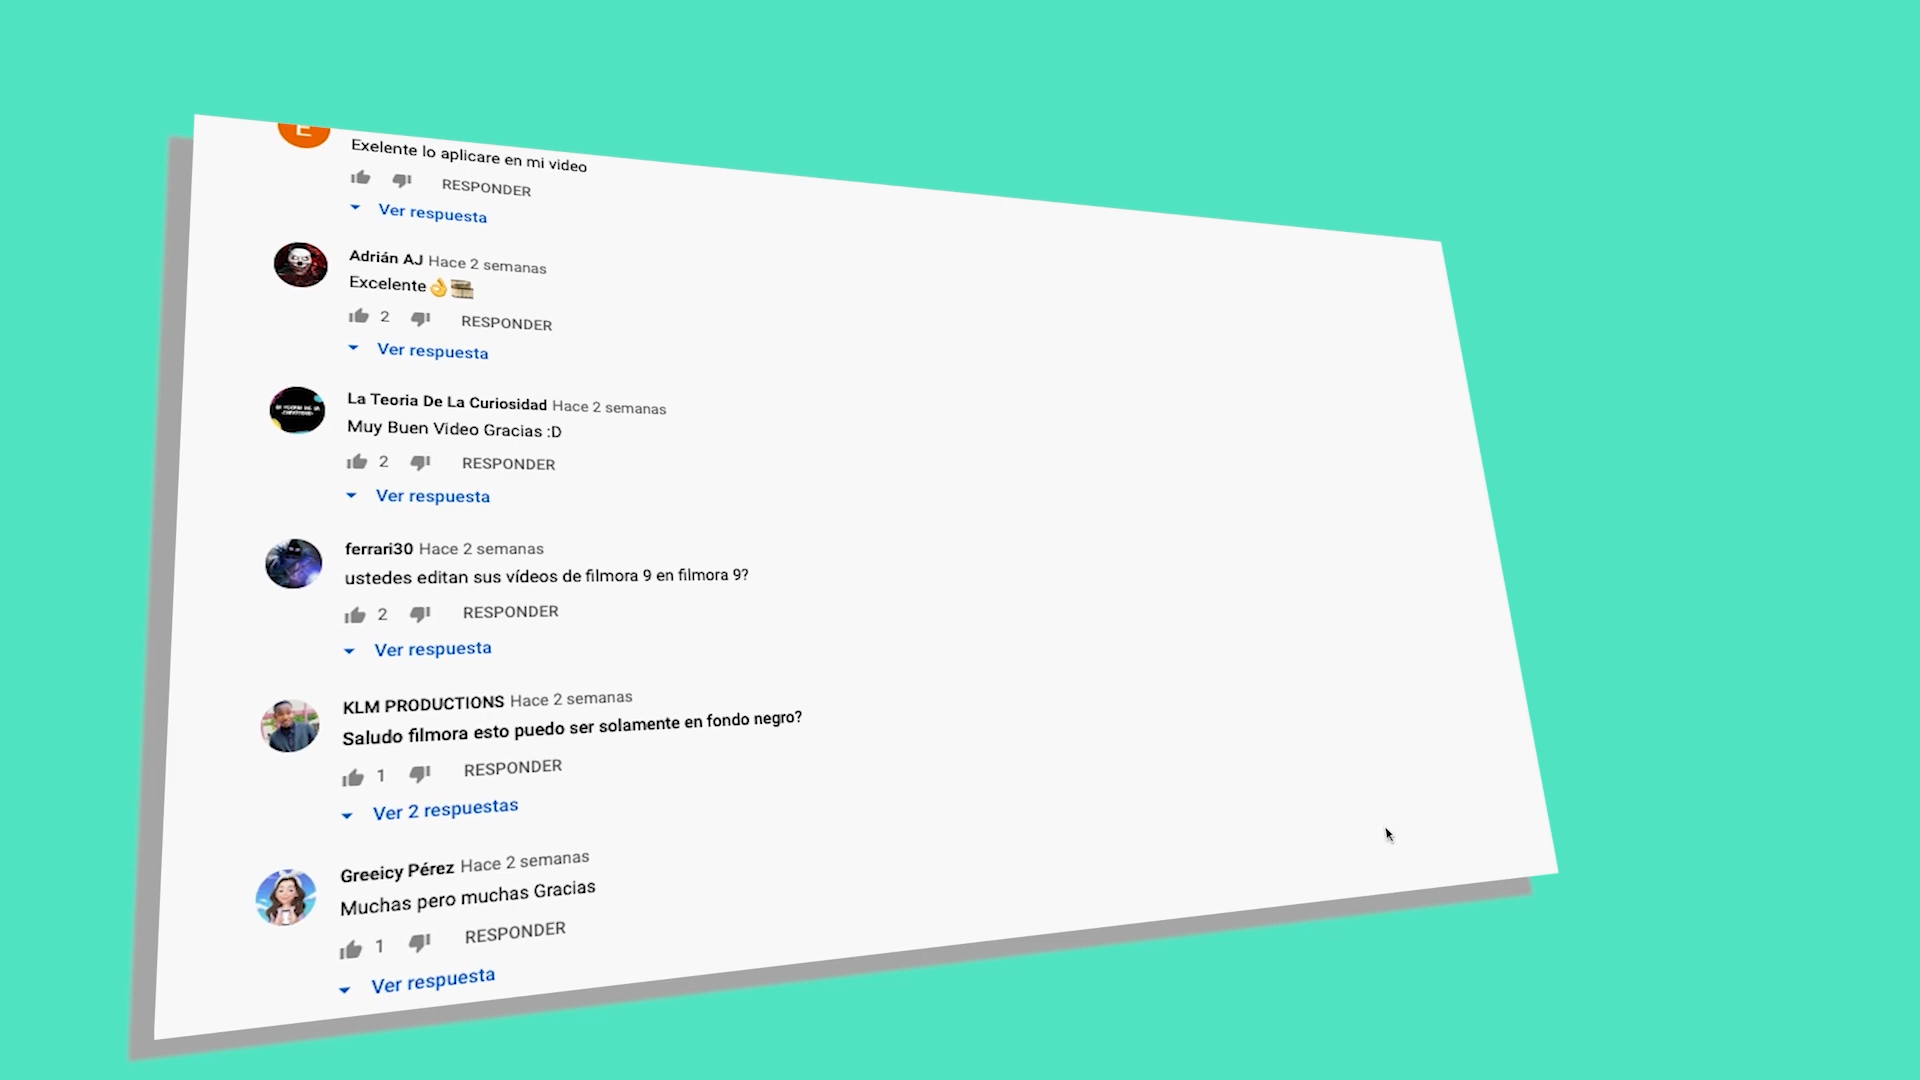 E
Exelente lo aplicare en mi video
RESPONDER
Ver respuesta
Adrián AJ Hace 2 semanas
Excelente👌
2 RESPONDER
Ver respuesta
La Teoria De La Curiosidad Hace 2 semanas
Muy Buen Video Gracias :D
2 RESPONDER
Ver respuesta
ferrari30 Hace 2 semanas
ustedes editan sus vídeos de filmora 9 en filmora 9?
2 RESPONDER
Ver respuesta
KLM PRODUCTIONS Hace 2 semanas
Saludo filmora esto puedo ser solamente en fondo negro?
1 RESPONDER
Ver 2 respuestas
Greeicy Pérez Hace 2 semanas
Muchas pero muchas Gracias
1 RESPONDER
Ver respuesta